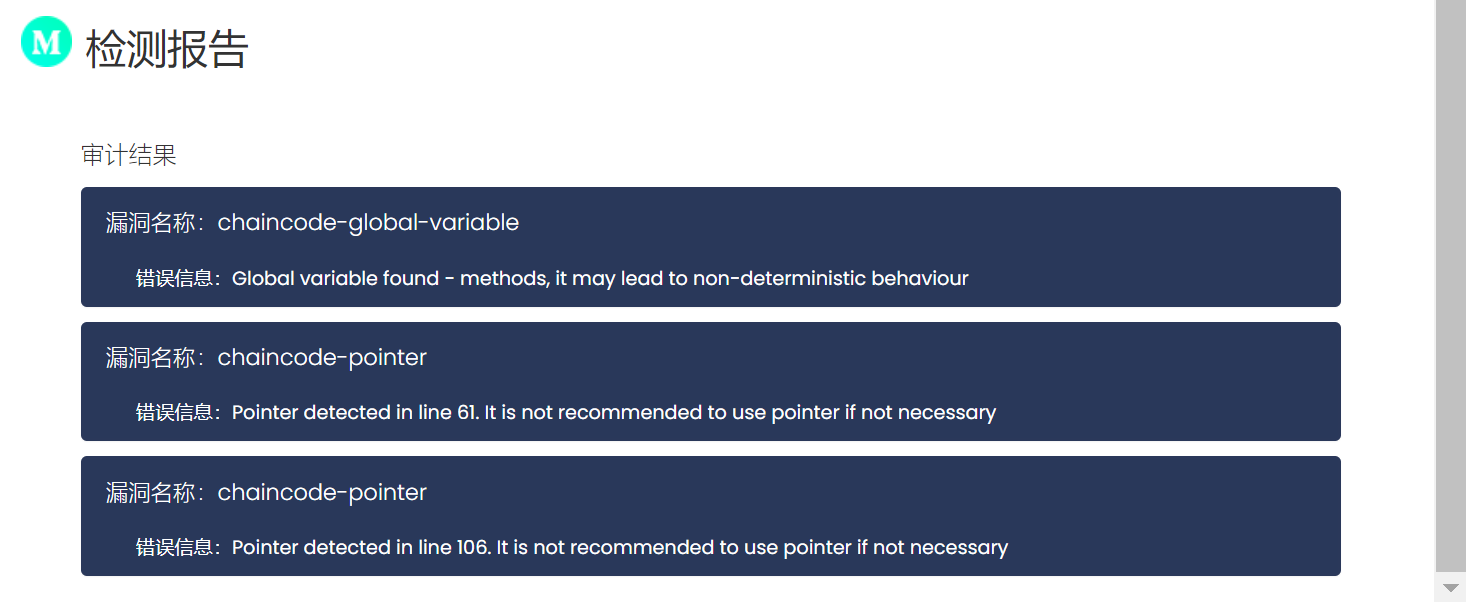 M 检测报告
审计结果
漏洞名称：chaincode-global-variable
错误信息：Global variable found - methods, it may lead to non-deterministic behaviour
漏洞名称：chaincode-pointer
错误信息：Pointer detected in line 61. It is not recommended to use pointer if not necessary
漏洞名称：chaincode-pointer
错误信息：Pointer detected in line 106. It is not recommended to use pointer if not necessary